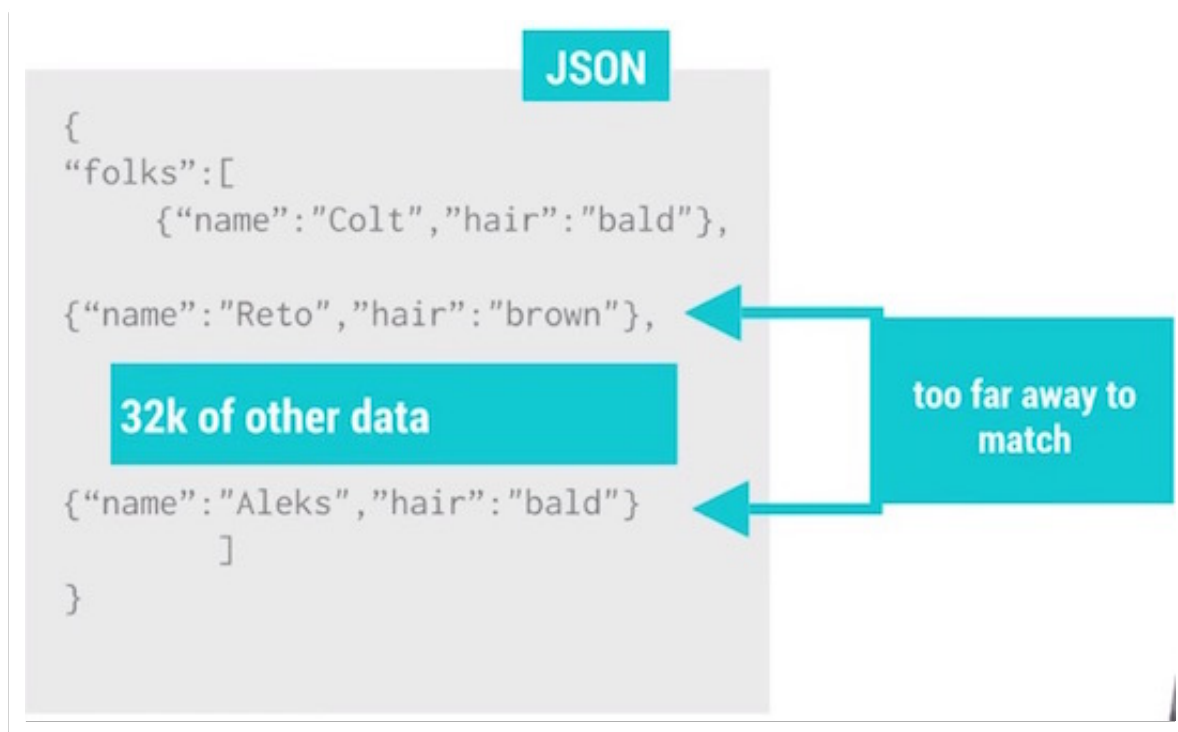 JSON
{
“folks”:[
{“name”:"Colt",”hair”:"bald"},
{“name”:"Reto",”hair”:"brown"},
32k of other data
too far away to
match
{“name”:"Aleks",”hair”:"bald"}
]
}